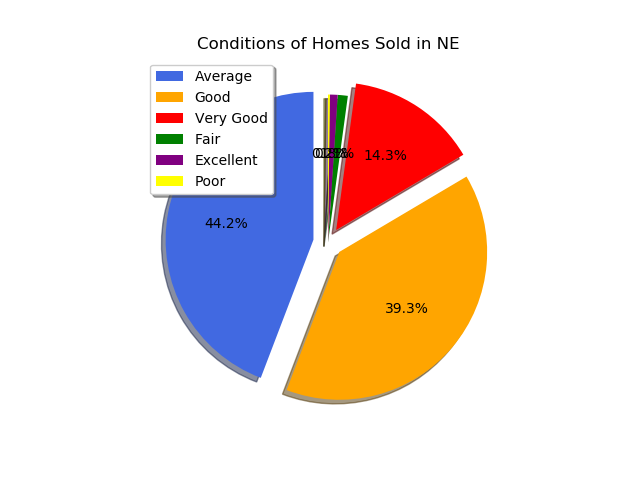 Conditions of Homes Sold in NE
Average
Good
Very Good
Fair
Excellent
Poor
14.3%
44.2%
39.3%